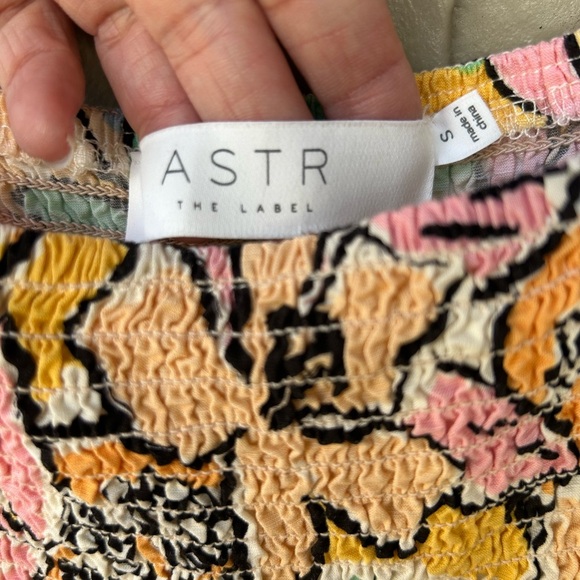 ASTR
THE LABEL
S
made in
china